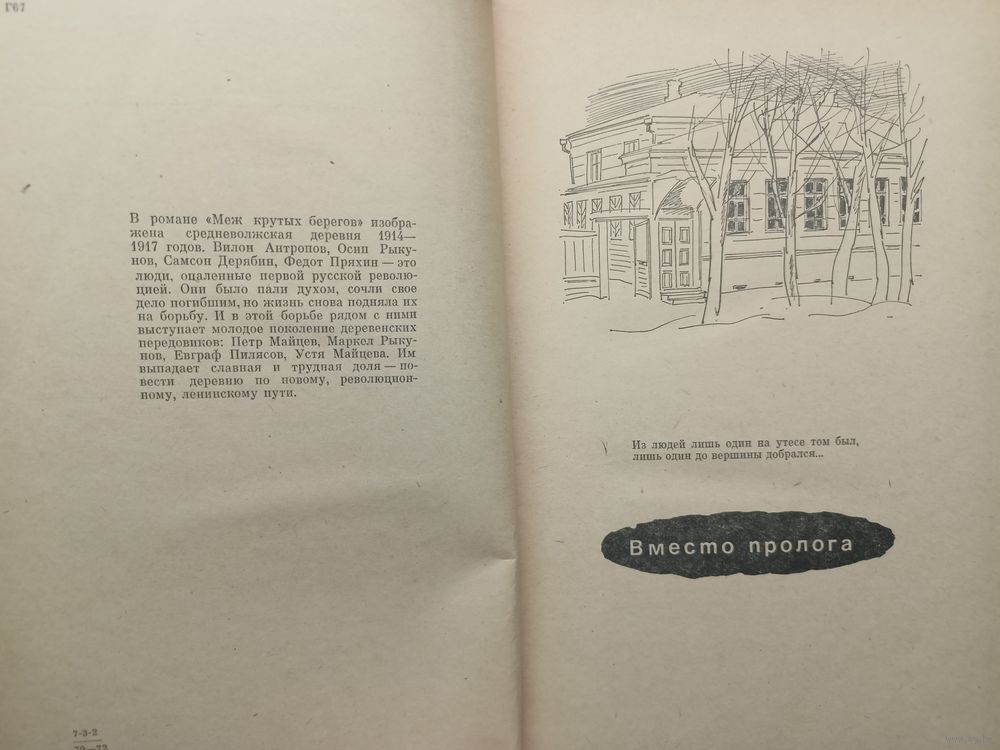 Г67
В романе «Меж крутых берегов» изобра-
жена средневолжская деревня 1914—
1917 годов. Вилон Антропов, Осип Рыку-
нов, Самсон Дерябин, Федот Пряхин — это
люди, опаленные первой русской револю-
цией. Они было пали духом, сочли свое
дело погибшим, но жизнь снова подняла их
на борьбу. И в этой борьбе рядом с ними
выступает молодое поколение деревенских
передовиков: Петр Майцев, Маркел Рыку-
нов, Евграф Пилясов, Устя Майцева. Им
выпадает славная и трудная доля — по-
вести деревню по новому, революцион-
ному, ленинскому пути.
7-3-2
70—73
Из людей лишь один на утесе том был,
лишь один до вершины добрался...
Вместо пролога